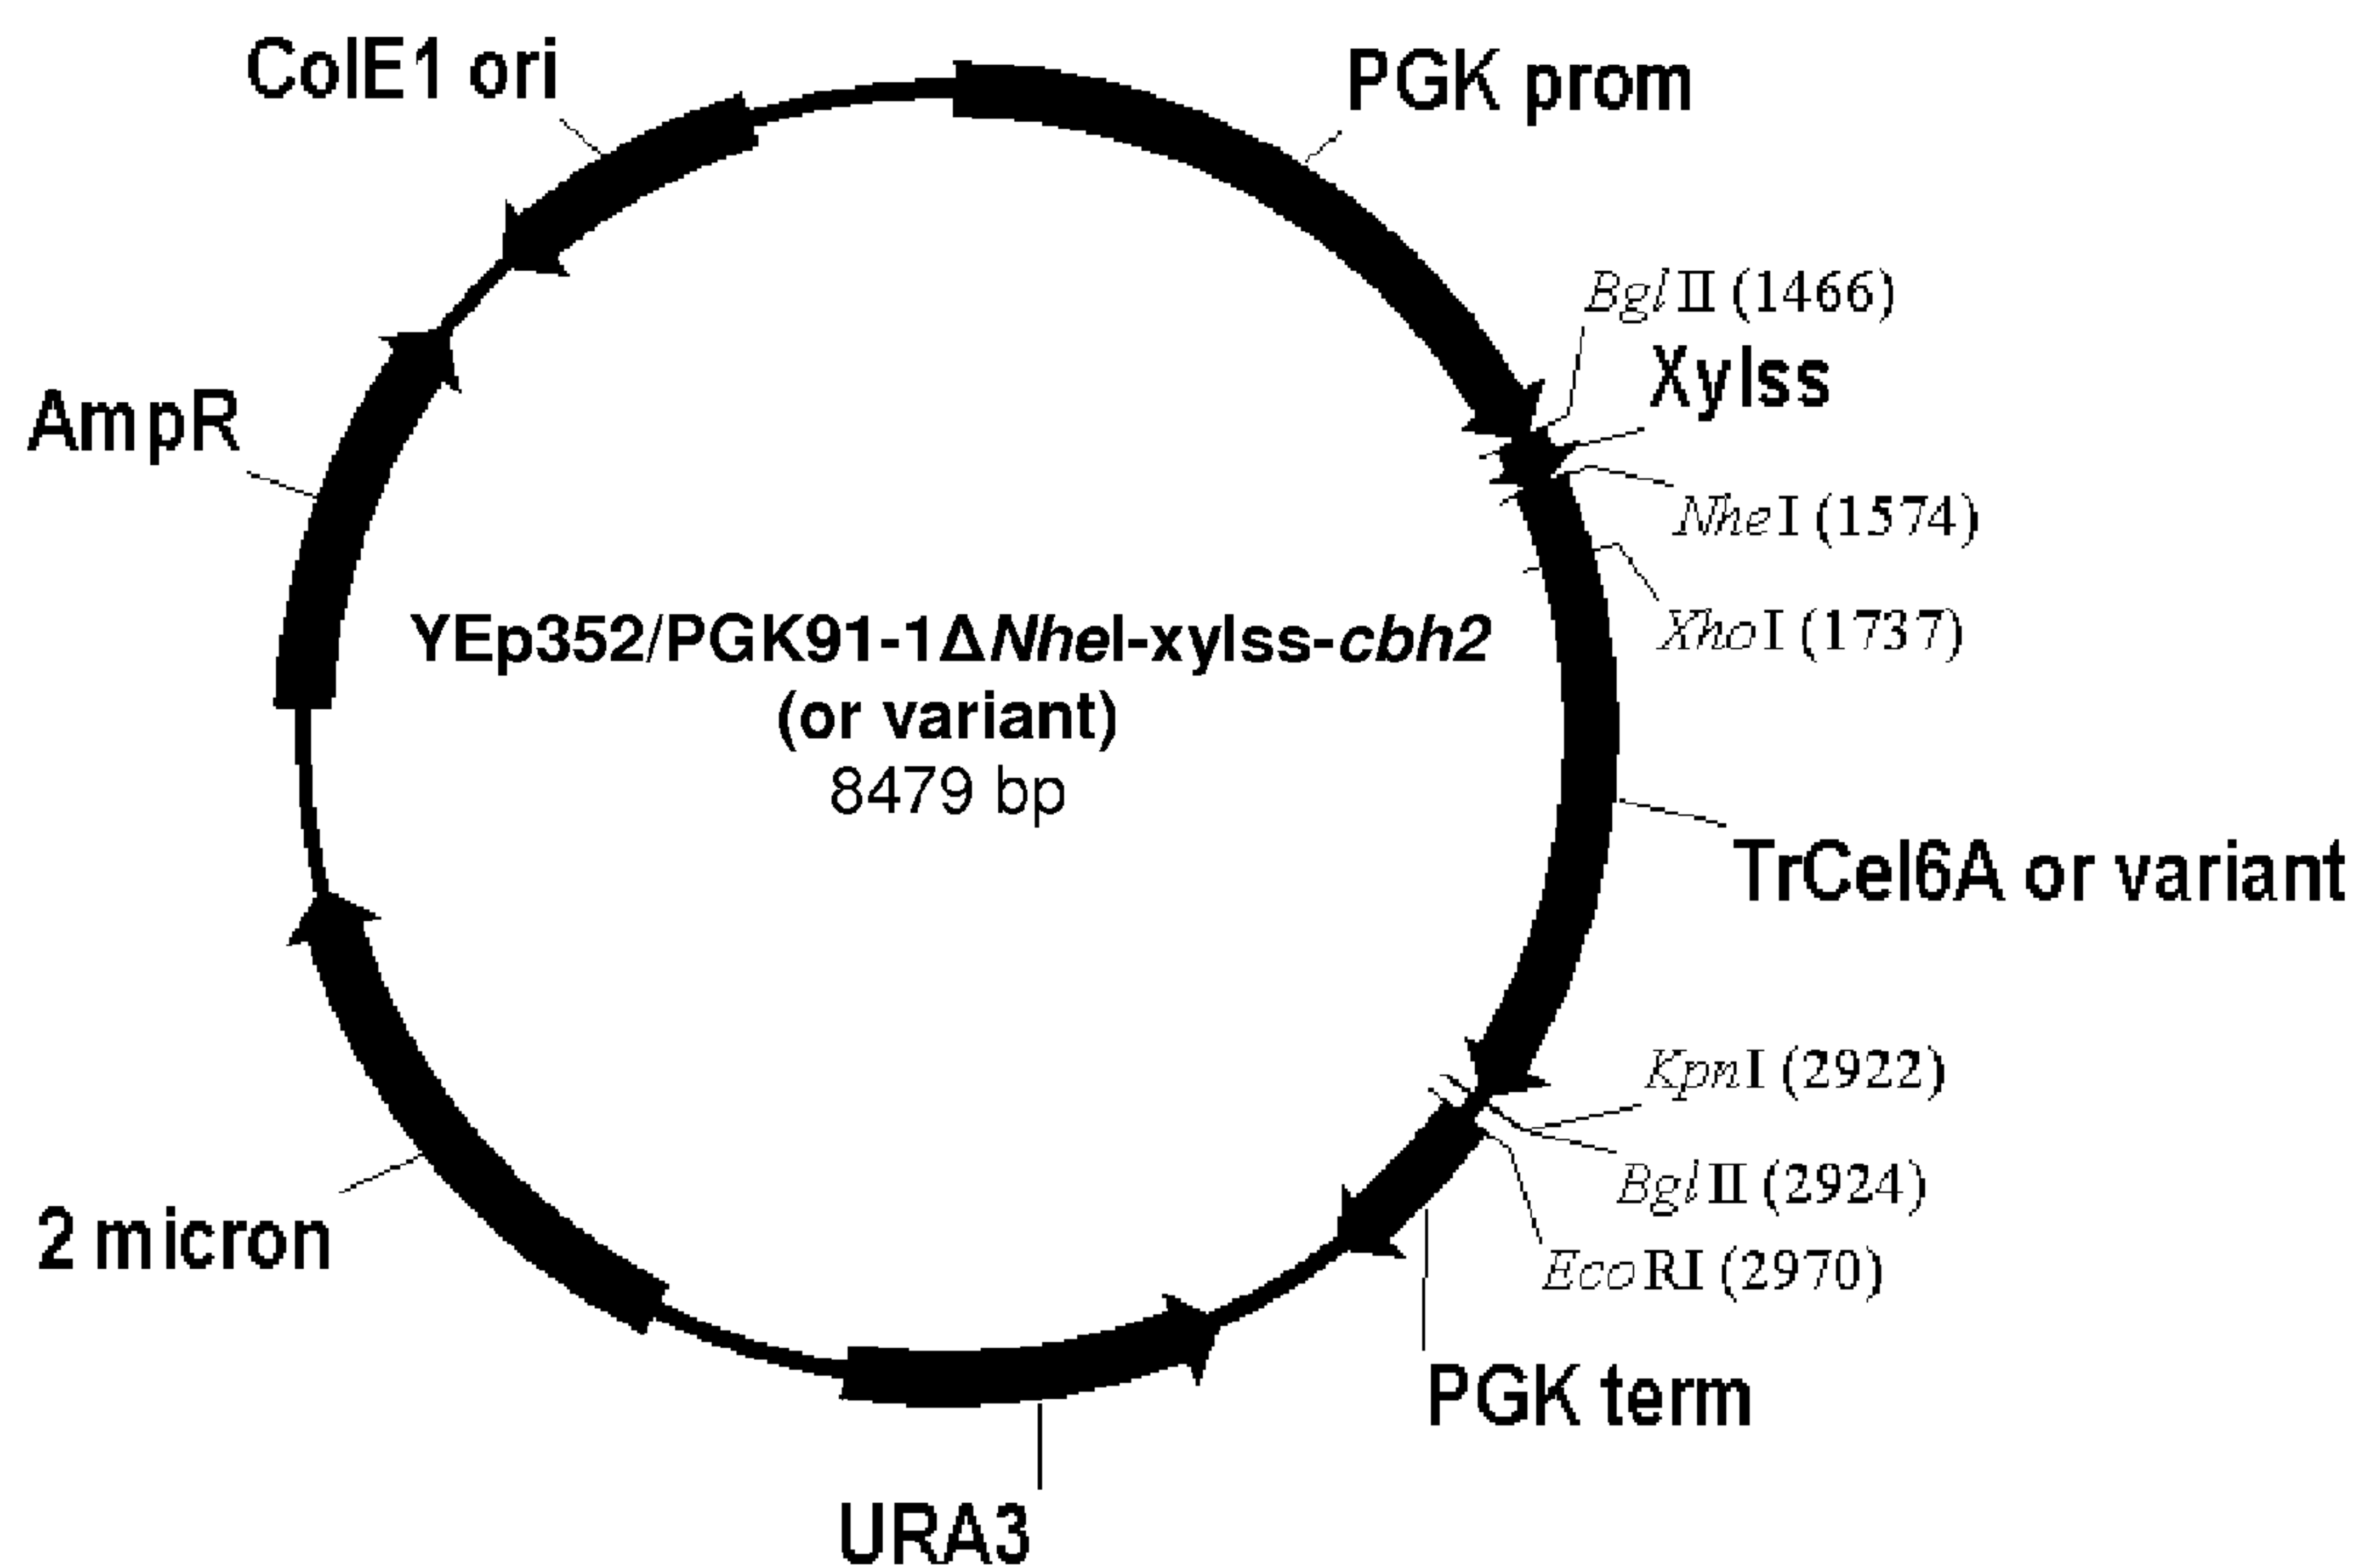 ColE1 ori
PGK prom
BglII (1466)
Xylss
AmpR
NheI (1574)
XhoI (1737)
YEp352/PGK91-1ΔNheI-xylss-cbh2
(or variant)
8479 bp
TrCel6A or variant
KpnI (2922)
BglII (2924)
2 micron
EcoRI (2970)
PGK term
URA3